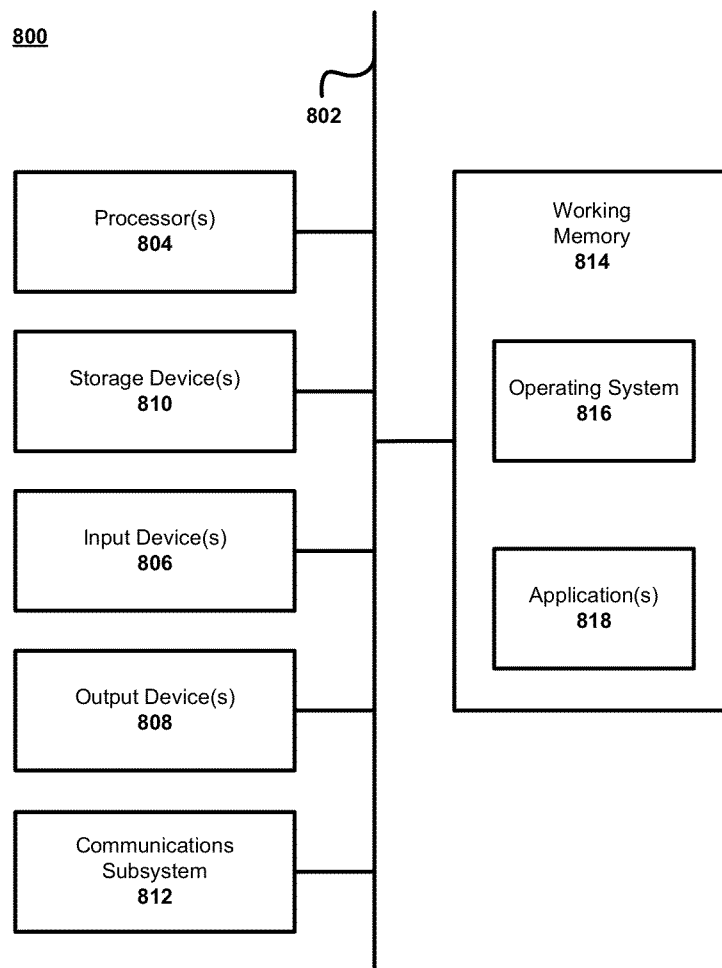 800
802
Processor(s)
804
Storage Device(s)
810
Input Device(s)
806
Output Device(s)
808
Communications
Subsystem
812
Working
Memory
814
Operating System
816
Application(s)
818